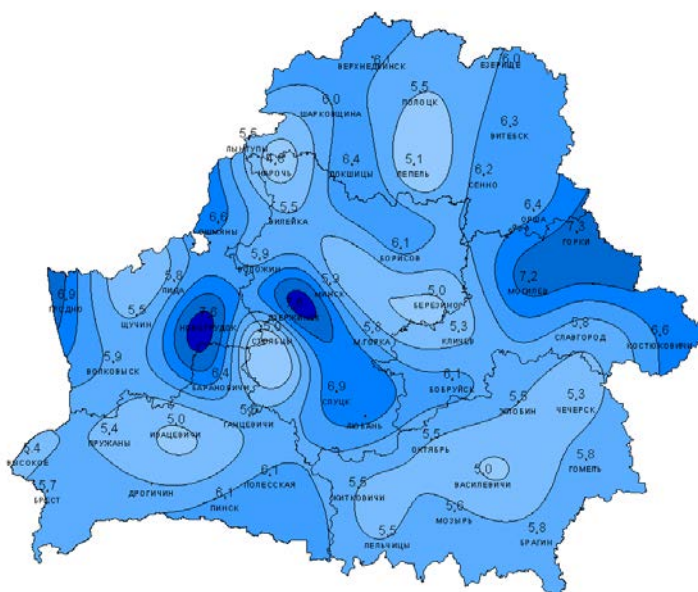 6,1
ВЕРХНЕДВИНСК
6,0
ЕЗЕРИЩЕ
5,5
ПОЛОЦК
6,0
ШАРКОВЩИНА
6,3
ВИТЕБСК
5,5
ЛЫНТУПЫ
4,6
НАРОЧЬ
6,4
ДОКШИЦЫ
5,1
ЛЕПЕЛЬ
6,2
СЕННО
5,5
ВИЛЕЙКА
6,4
ОРША
6,6
ОШМЯНЫ
7,3
ГОРКИ
6,1
БОРИСОВ
5,9
ВОЛОЖИН
5,8
ЛИДА
7,2
МОГИЛЕВ
6,9
ГРОДНО
5,9
МИНСК
5,0
БЕРЕЗИНО
5,5
ЩУЧИН
7,6
НОВОГРУДОК
5,0
СТОЛБЦЫ
5,8
М.ГОРКА
5,3
КЛИЧЕВ
5,8
СЛАВГОРОД
6,6
КОСТЮКОВИЧИ
5,9
ВОЛКОВЫСК
6,4
БАРАНОВИЧИ
6,9
СЛУЦК
6,1
БОБРУЙСК
5,5
ЖЛОБИН
5,3
ЧЕЧЕРСК
ЛЮБАНЬ
ГАНЦЕВИЧИ
5,4
ПРУЖАНЫ
5,0
ИВАЦЕВИЧИ
5,5
ОКТЯБРЬ
5,4
ВЫСОКОЕ
5,8
ГОМЕЛЬ
5,0
ВАСИЛЕВИЧИ
6,1
ПОЛЕССКАЯ
5,7
БРЕСТ
ДРОГИЧИН
5,5
ЖИТКОВИЧИ
6,1
ПИНСК
МОЗЫРЬ
5,5
ЛЕЛЬЧИЦЫ
5,8
БРАГИН